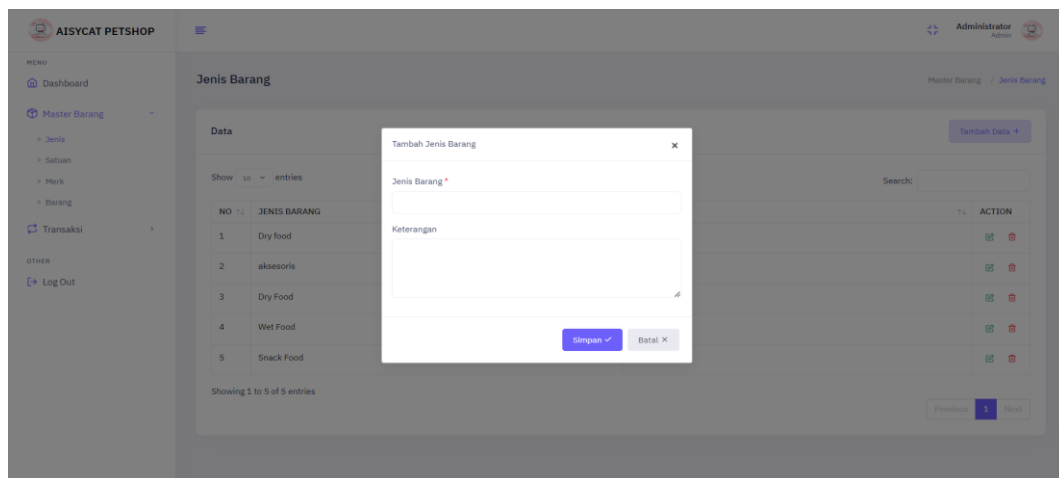 AISYCAT PETSHOP
Administrator
Admin
MENU
Dashboard
Master Barang
Jenis
Satuan
Merk
Barang
Transaksi
OTHER
Log Out
Jenis Barang
Master Barang / Jenis Barang
Data
Tambah Data +
Show 10 entries
Search:
NO JENIS BARANG ACTION
1 Dry food
2 aksesoris
3 Dry Food
4 Wet Food
5 Snack Food
Showing 1 to 5 of 5 entries
Previous 1 Next
Tambah Jenis Barang ×
Jenis Barang *
Keterangan
Simpan ✓ Batal ×